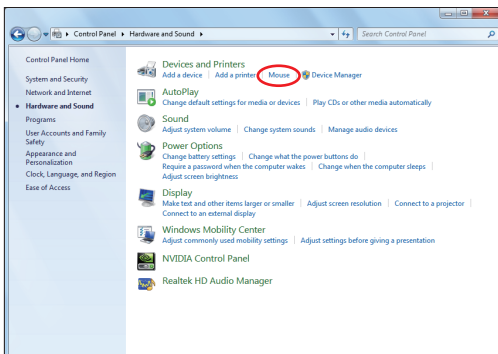 Control Panel ▸ Hardware and Sound ▸
Search Control Panel
Control Panel Home
System and Security
Network and Internet
Hardware and Sound
Programs
User Accounts and Family
Safety
Appearance and
Personalization
Clock, Language, and Region
Ease of Access
Devices and Printers
Add a device | Add a printer | Mouse | Device Manager
AutoPlay
Change default settings for media or devices | Play CDs or other media automatically
Sound
Adjust system volume | Change system sounds | Manage audio devices
Power Options
Change battery settings | Change what the power buttons do |
Require a password when the computer wakes | Change when the computer sleeps |
Adjust screen brightness
Display
Make text and other items larger or smaller | Adjust screen resolution | Connect to a projector |
Connect to an external display
Windows Mobility Center
Adjust commonly used mobility settings | Adjust settings before giving a presentation
NVIDIA Control Panel
Realtek HD Audio Manager